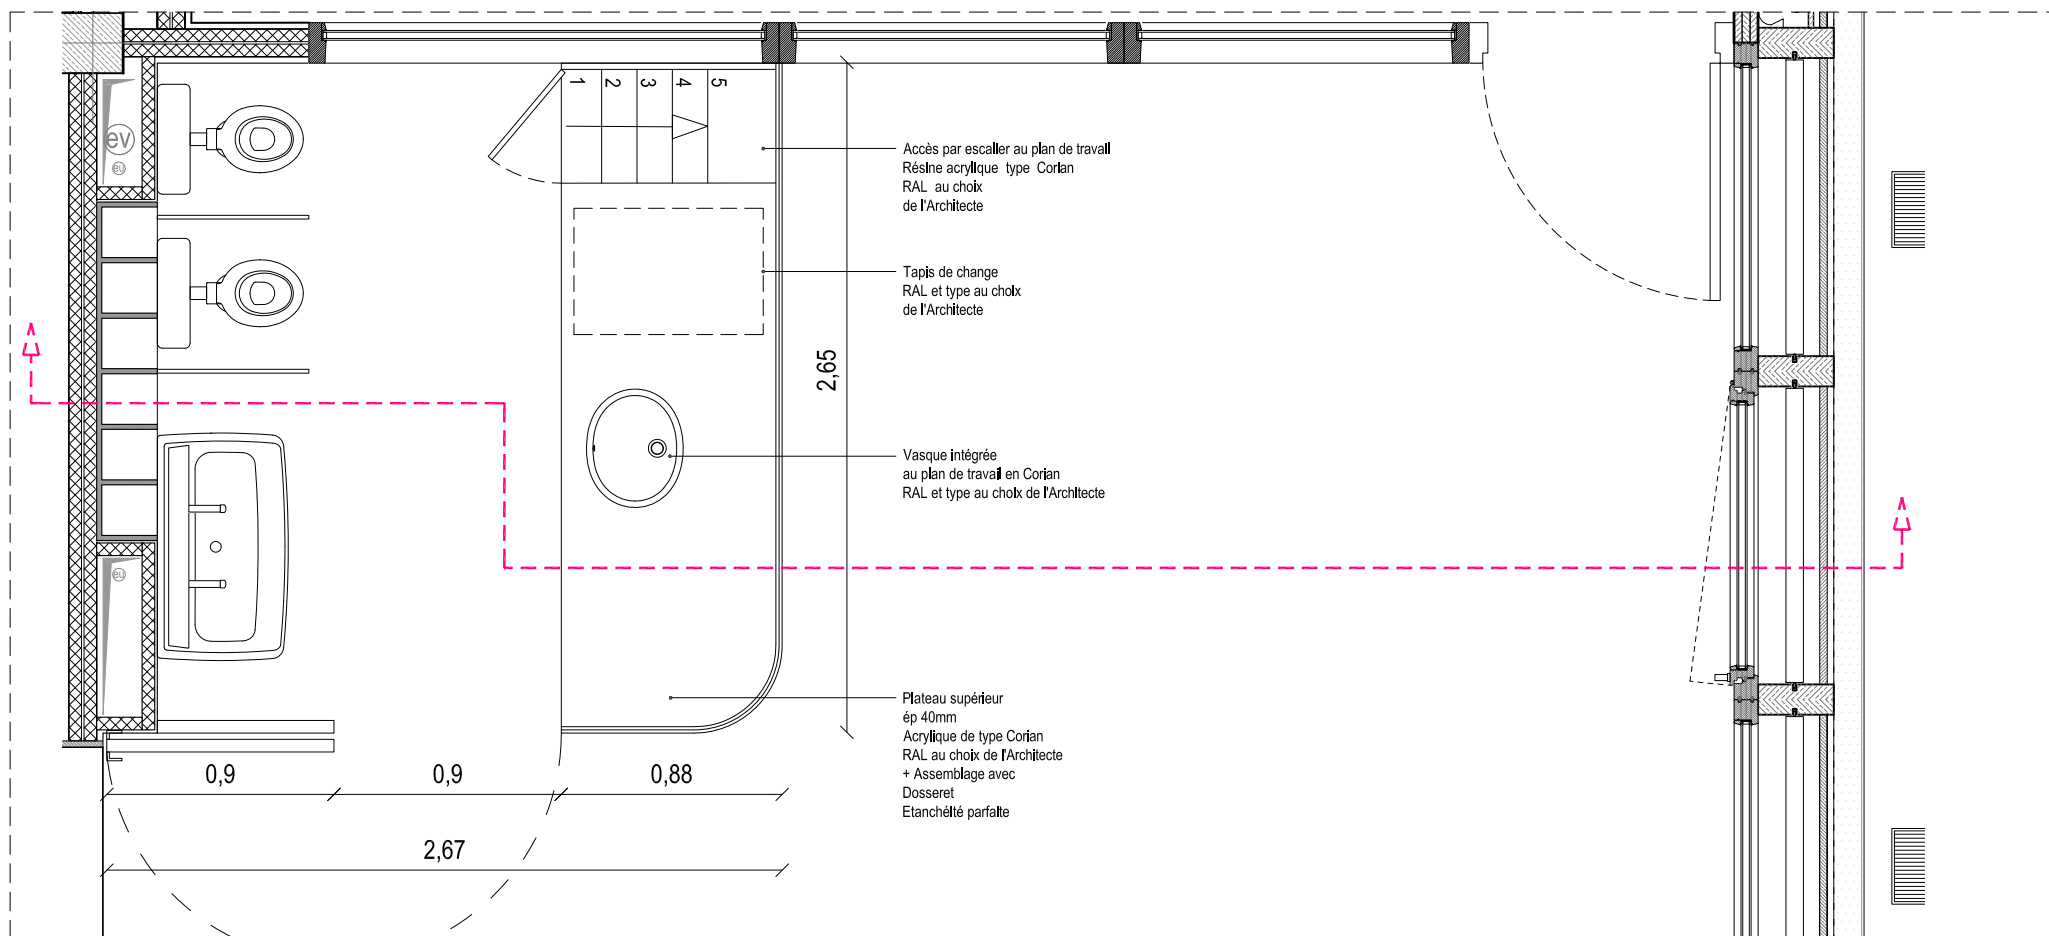 1
2
3
4
5
ev
eu
Accès par escalier au plan de travail
Résine acrylique type Corian
RAL au choix
de l'Architecte
Tapis de change
RAL et type au choix
de l'Architecte
2,65
Vasque intégrée
au plan de travail en Corian
RAL et type au choix de l'Architecte
eu
Plateau supérieur
ép 40mm
Acrylique de type Corian
RAL au choix de l'Architecte
+ Assemblage avec
Dosseret
Etanchéité parfaite
0,9
0,9
0,88
2,67